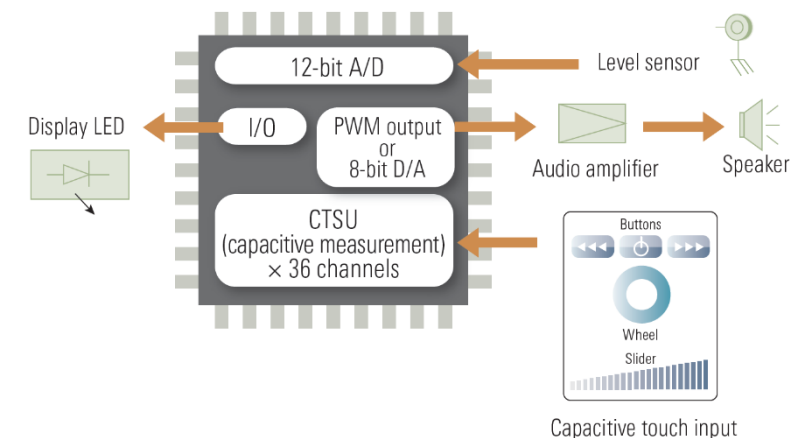 12-bit A/D
Level sensor
Display LED
I/O
PWM output
or
8-bit D/A
Audio amplifier
Speaker
CTSU
(capacitive measurement)
× 36 channels
Buttons
Wheel
Slider
Capacitive touch input